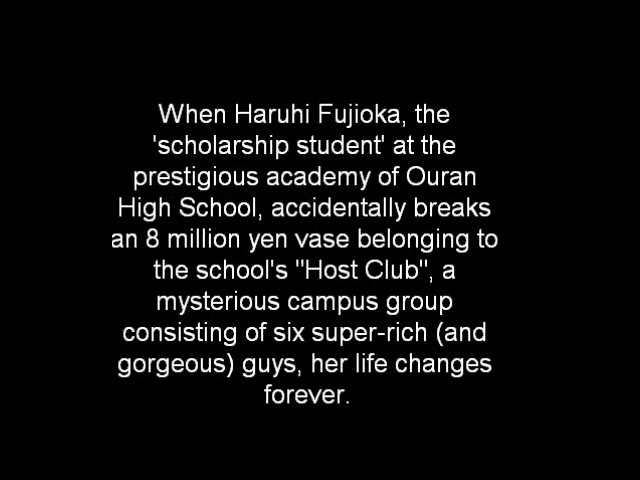 When Haruhi Fujioka, the
'scholarship student' at the
prestigious academy of Ouran
High School, accidentally breaks
an 8 million yen vase belonging to
the school's "Host Club", a
mysterious campus group
consisting of six super-rich (and
gorgeous) guys, her life changes
forever.